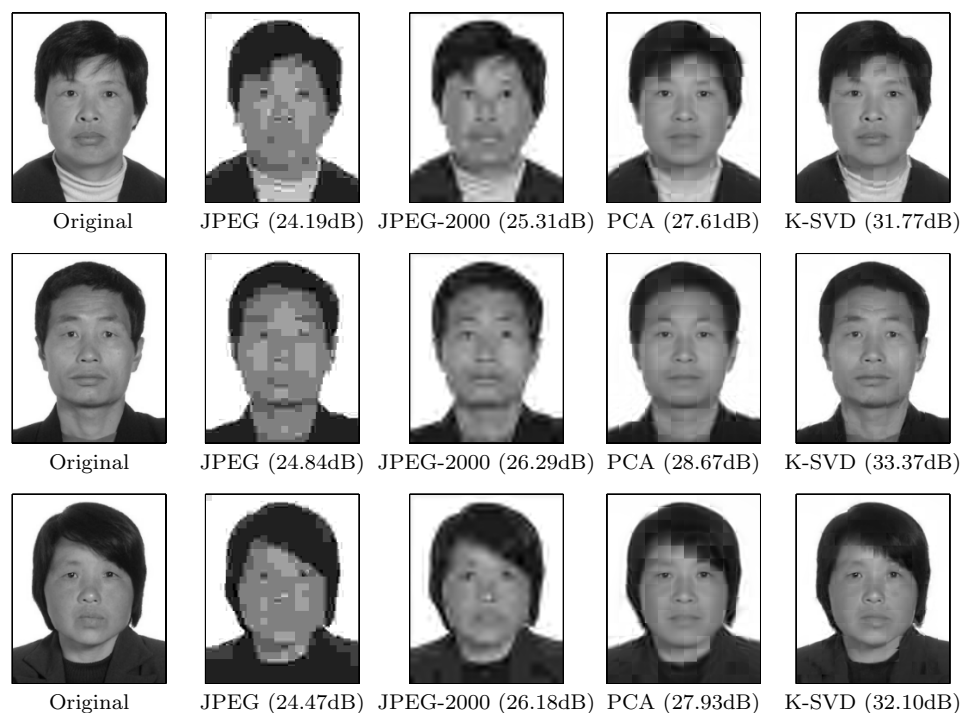 Original JPEG (24.19dB) JPEG-2000 (25.31dB) PCA (27.61dB) K-SVD (31.77dB)
Original JPEG (24.84dB) JPEG-2000 (26.29dB) PCA (28.67dB) K-SVD (33.37dB)
Original JPEG (24.47dB) JPEG-2000 (26.18dB) PCA (27.93dB) K-SVD (32.10dB)